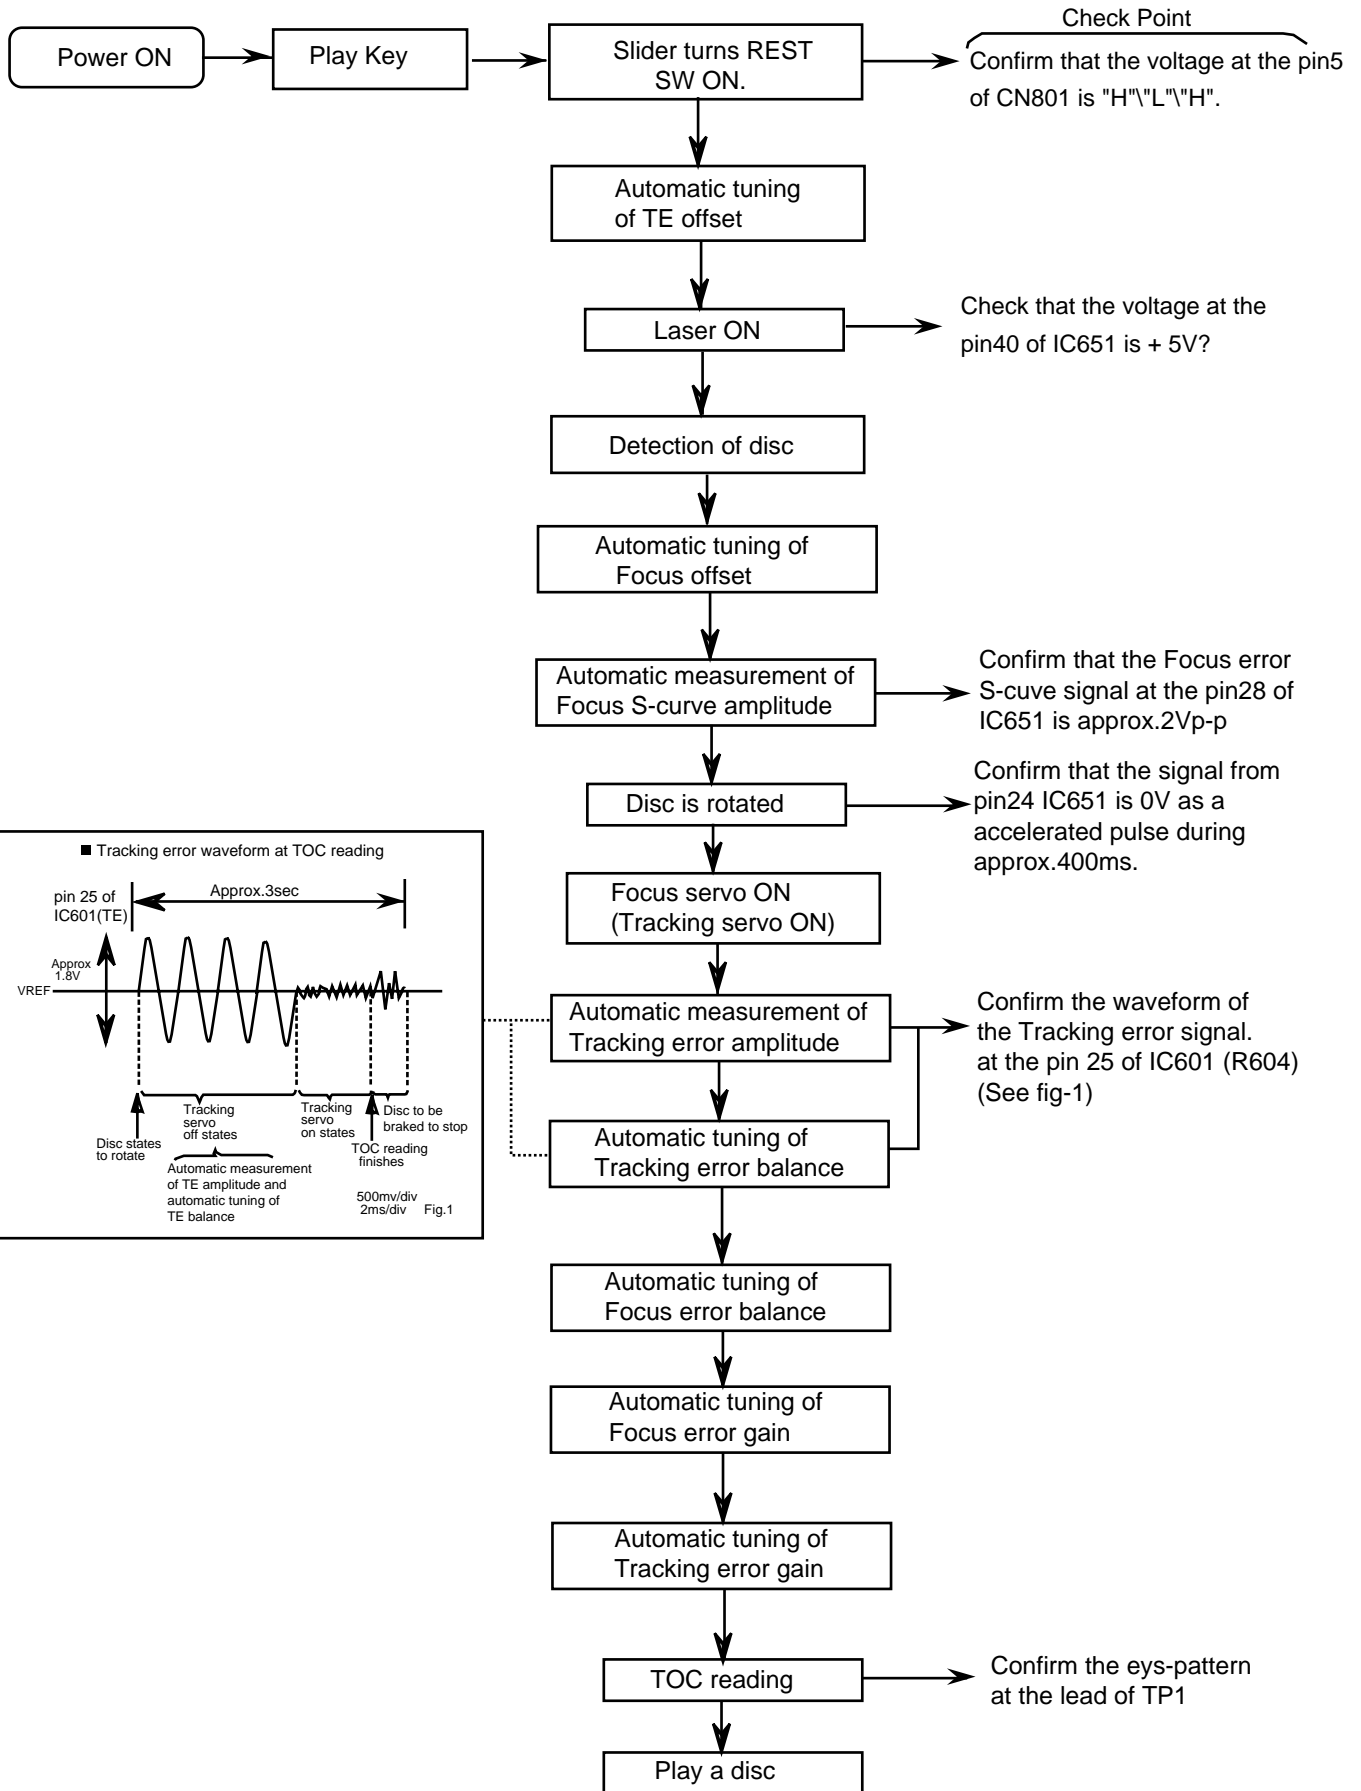 Check Point
Power ON
Play Key
Slider turns REST
SW ON.
Confirm that the voltage at the pin5
of CN801 is "H"\"L"\"H".
Automatic tuning
of TE offset
Laser ON
Check that the voltage at the
pin40 of IC651 is + 5V?
Detection of disc
Automatic tuning of
Focus offset
Automatic measurement of
Focus S-curve amplitude
Confirm that the Focus error
S-cuve signal at the pin28 of
IC651 is approx.2Vp-p
Disc is rotated
Confirm that the signal from
pin24 IC651 is 0V as a
accelerated pulse during
approx.400ms.
Focus servo ON
(Tracking servo ON)
■ Tracking error waveform at TOC reading
pin 25 of
IC601(TE)
Approx.3sec
Approx
1.8V
VREF
Disc states
to rotate
Tracking
servo
off states
Tracking
servo
on states
Disc to be
braked to stop
TOC reading
finishes
Automatic measurement
of TE amplitude and
automatic tuning of
TE balance
500mv/div
2ms/div
Fig.1
Automatic measurement of
Tracking error amplitude
Confirm the waveform of
the Tracking error signal.
at the pin 25 of IC601 (R604)
(See fig-1)
Automatic tuning of
Tracking error balance
Automatic tuning of
Focus error balance
Automatic tuning of
Focus error gain
Automatic tuning of
Tracking error gain
TOC reading
Confirm the eys-pattern
at the lead of TP1
Play a disc